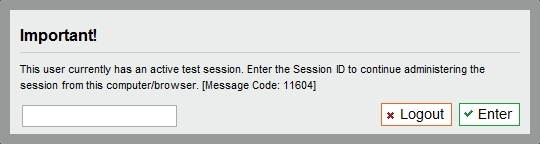 Important!
This user currently has an active test session. Enter the Session ID to continue administering the
session from this computer/browser. [Message Code: 11604]
Logout Enter